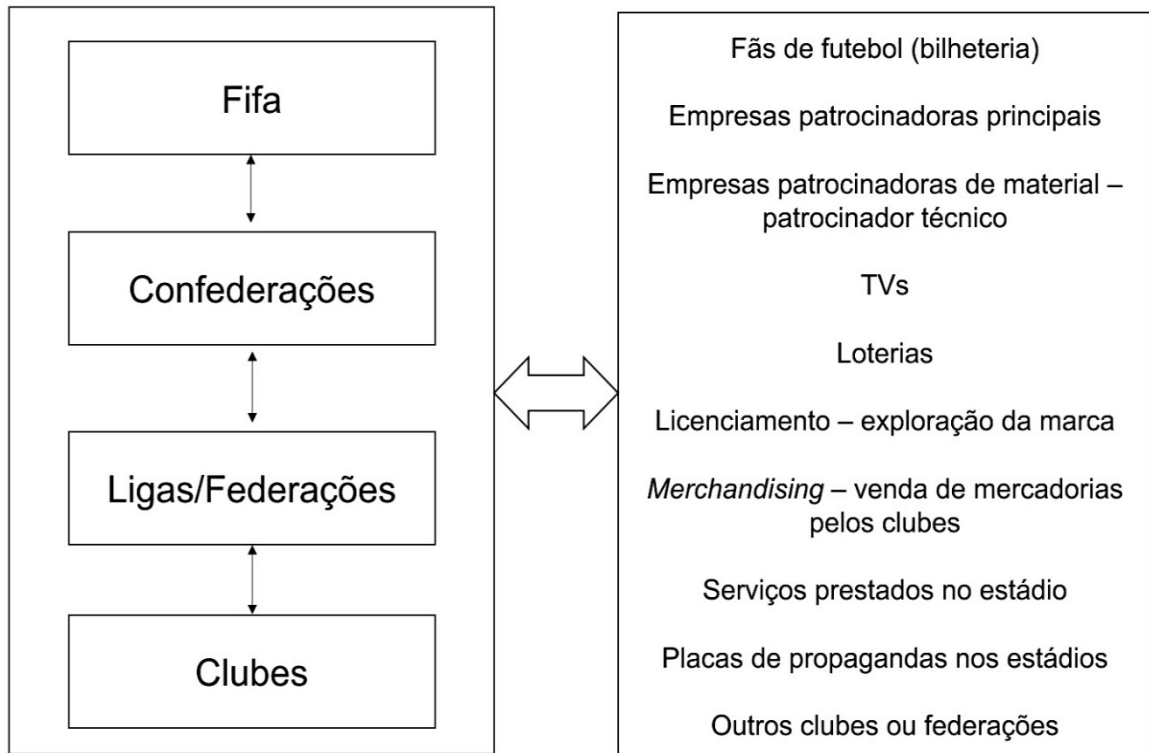 Fifa
Confederações
Ligas/Federações
Clubes
Fãs de futebol (bilheteria)
Empresas patrocinadoras principais
Empresas patrocinadoras de material –
patrocinador técnico
TVs
Loterias
Licenciamento – exploração da marca
Merchandising – venda de mercadorias
pelos clubes
Serviços prestados no estádio
Placas de propagandas nos estádios
Outros clubes ou federações